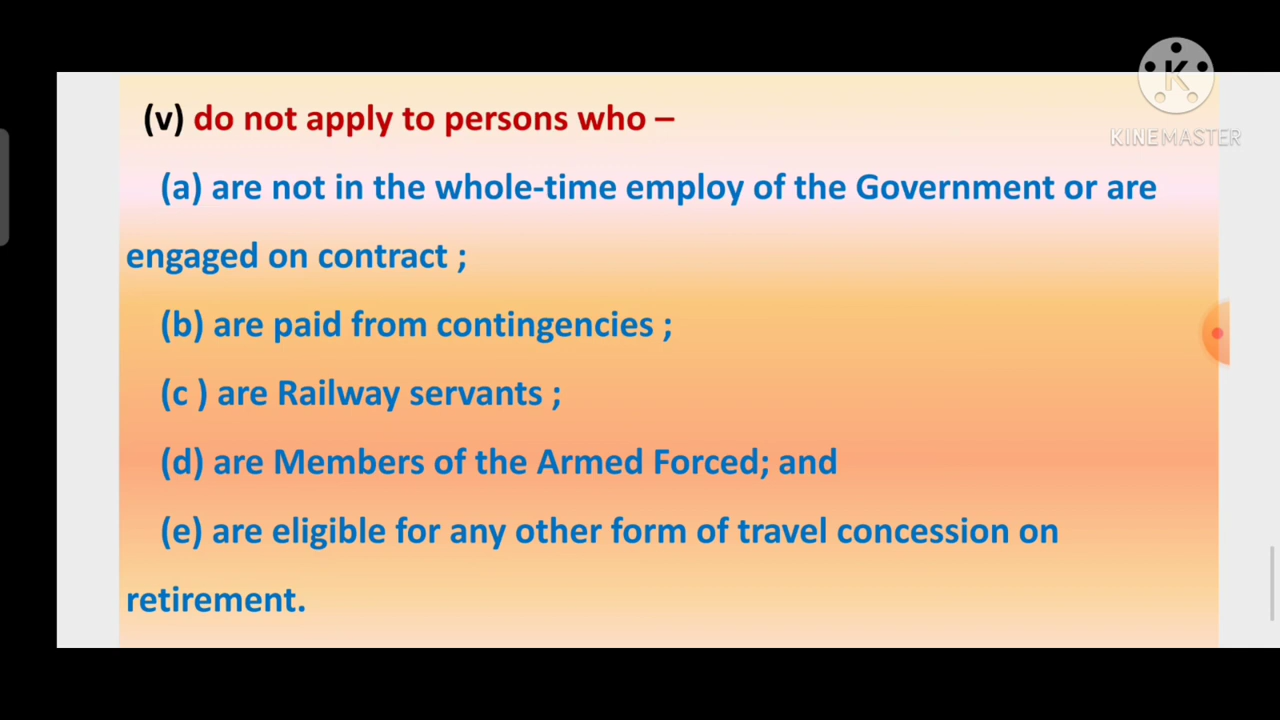 K
KINEMASTER
(v) do not apply to persons who –
(a) are not in the whole-time employ of the Government or are
engaged on contract ;
(b) are paid from contingencies ;
(c ) are Railway servants ;
(d) are Members of the Armed Forced; and
(e) are eligible for any other form of travel concession on
retirement.